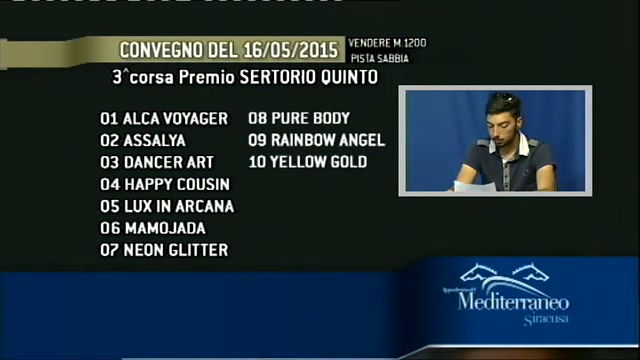 CONVEGNO DEL 16/05/2015
VENDERE M.1200
PISTA SABBIA
3^corsa Premio SERTORIO QUINTO
01 ALCA VOYAGER
02 ASSALYA
03 DANCER ART
04 HAPPY COUSIN
05 LUX IN ARCANA
06 MAMOJADA
07 NEON GLITTER
08 PURE BODY
09 RAINBOW ANGEL
10 YELLOW GOLD
Mediterraneo
Siracusa